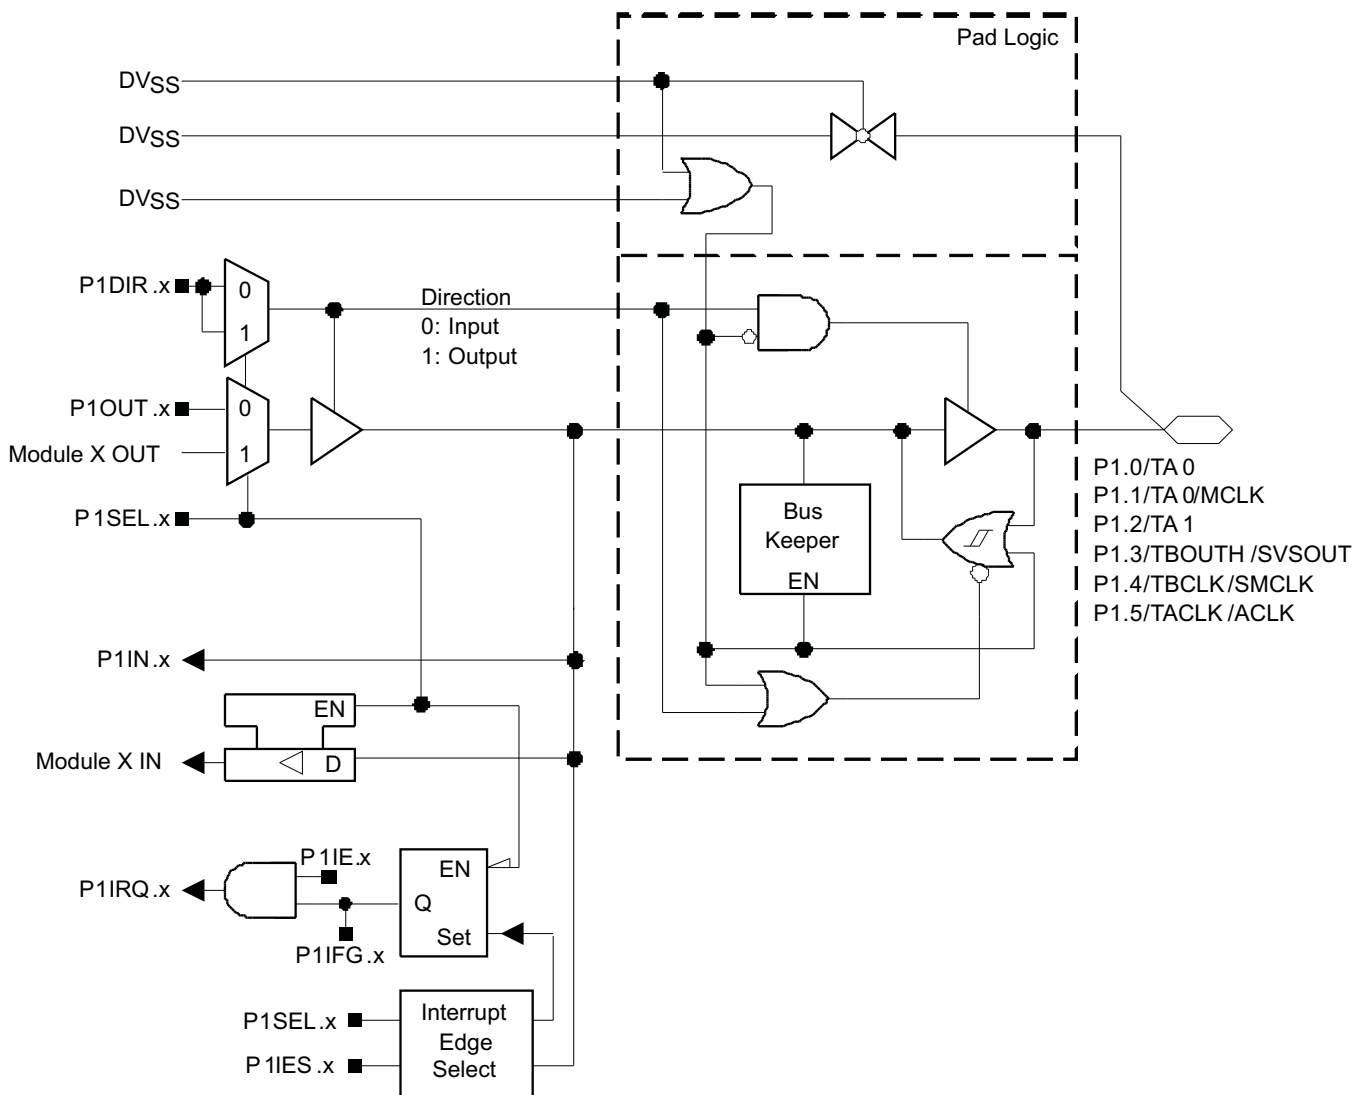 Pad Logic
DVSS
DVSS
DVSS
P1DIR.x
0
1
Direction
0: Input
1: Output
P1OUT.x
0
Module X OUT
1
P1SEL.x
Bus
Keeper
EN
P1.0/TA0
P1.1/TA0/MCLK
P1.2/TA1
P1.3/TBOUTH/SVSOUT
P1.4/TBCLK/SMCLK
P1.5/TACLK/ACLK
P1IN.x
EN
Module X IN
D
P1IE.x
P1IRQ.x
EN
Q
Set
P1IFG.x
P1SEL.x
P1IES.x
Interrupt
Edge
Select